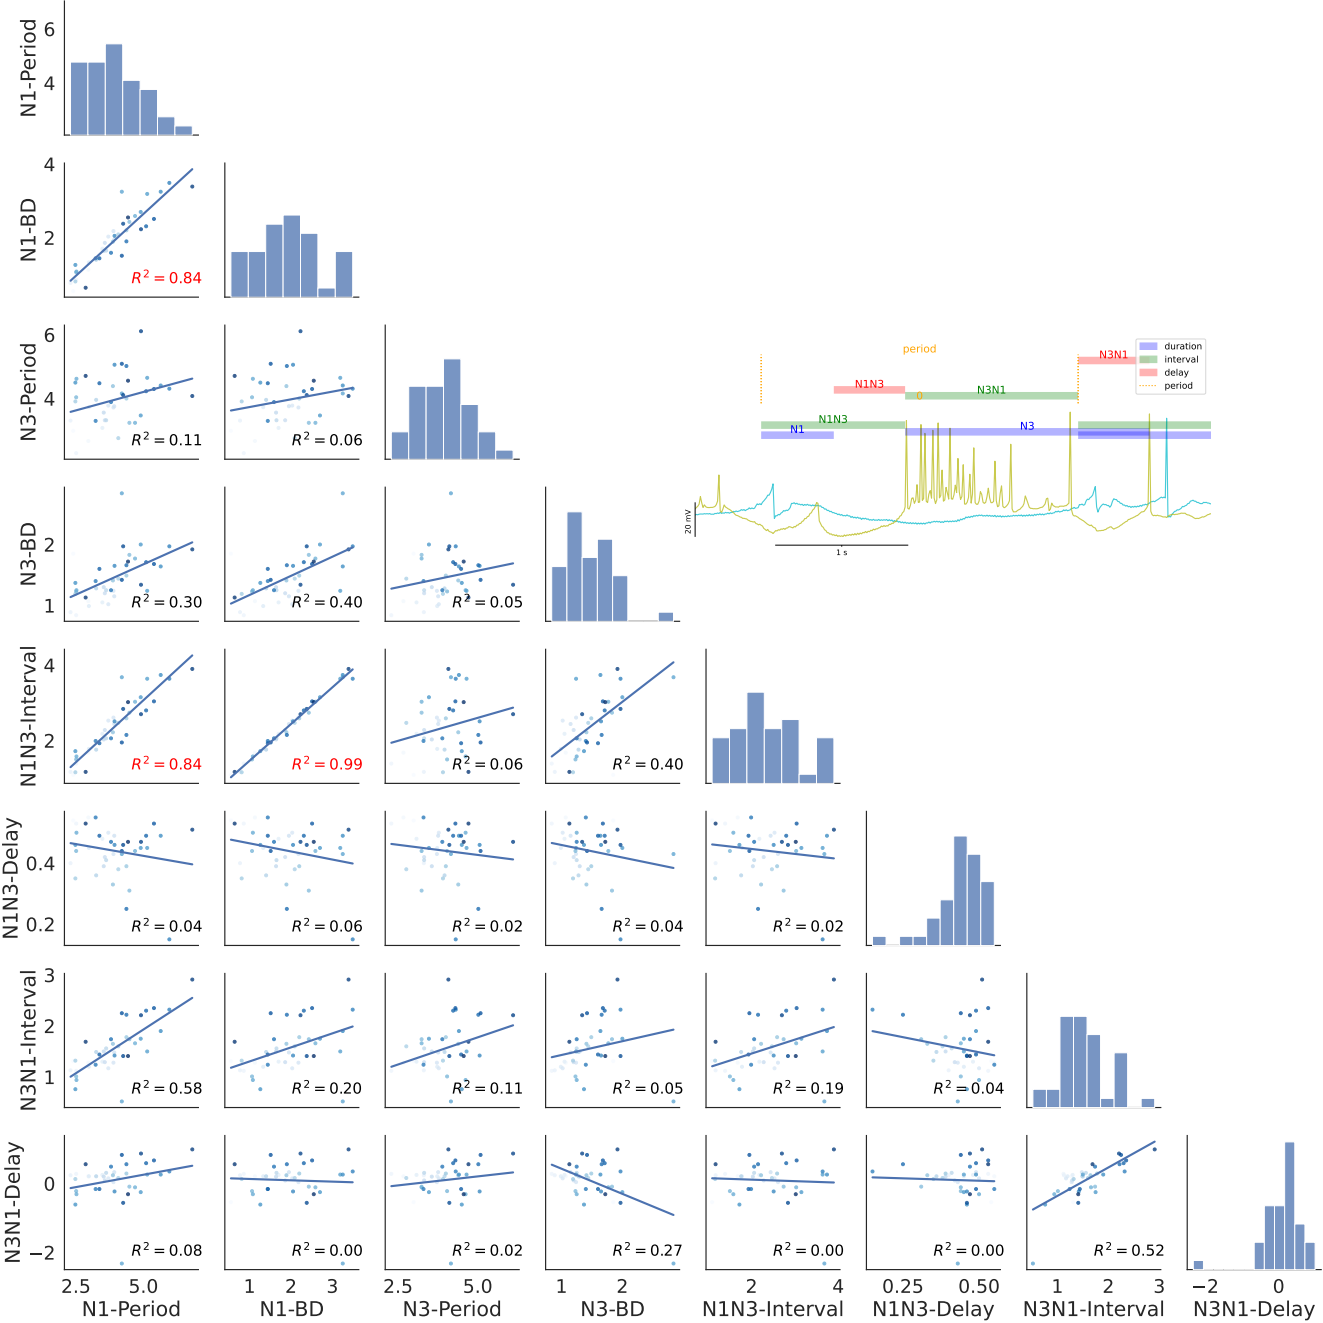 N1-Period
6
4
N1-BD
4
2
R² = 0.84
N3-Period
6
4
R² = 0.11
R² = 0.06
period
N3N1
duration
interval
delay
period
N1N3
N3N1
0
N1N3
N1
N3
20 mV
1 s
N3-BD
2
1
R² = 0.30
R² = 0.40
R² = 0.05
N1N3-Interval
4
2
R² = 0.84
R² = 0.99
R² = 0.06
R² = 0.40
N1N3-Delay
0.4
0.2
R² = 0.04
R² = 0.06
R² = 0.02
R² = 0.04
R² = 0.02
N3N1-Interval
3
2
1
R² = 0.58
R² = 0.20
R² = 0.11
R² = 0.05
R² = 0.19
R² = 0.04
N3N1-Delay
0
−2
R² = 0.08
R² = 0.00
R² = 0.02
R² = 0.27
R² = 0.00
R² = 0.00
R² = 0.52
2.5 5.0 1 2 3 2.5 5.0 1 2 2 4 0.25 0.50 1 2 3 −2 0
N1-Period N1-BD N3-Period N3-BD N1N3-Interval N1N3-Delay N3N1-Interval N3N1-Delay